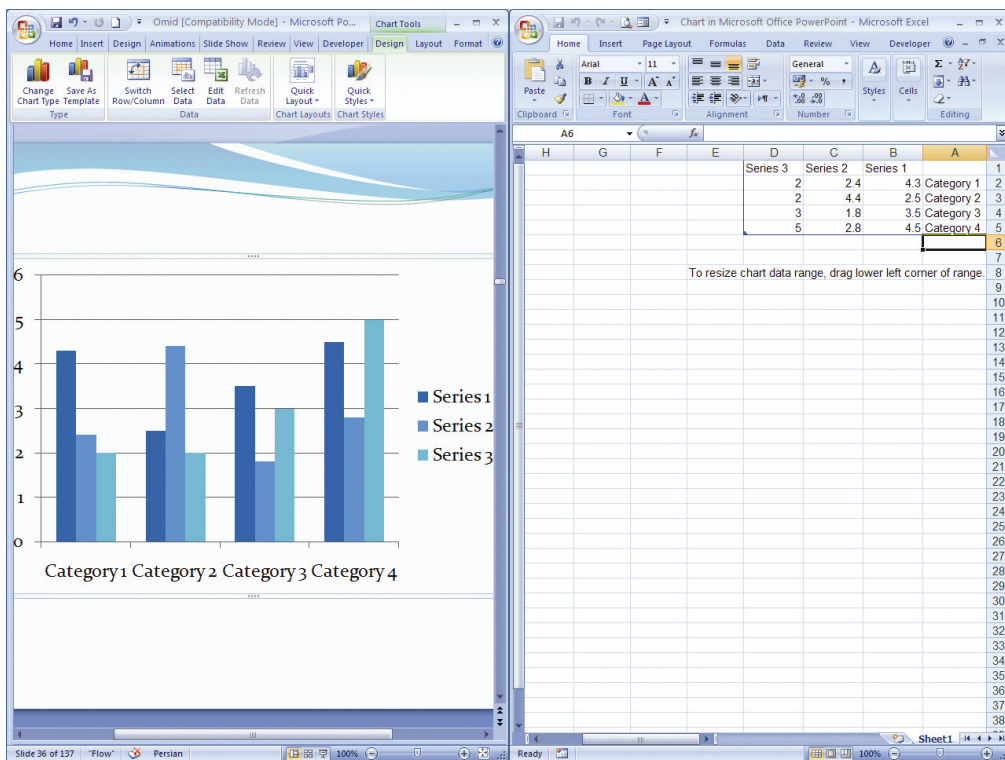 Omid [Compatibility Mode] - Microsoft Po...
Chart Tools
Home Insert Design Animations Slide Show Review View Developer Design Layout Format
Change Chart Type
Save As Template
Switch Row/Column
Select Data
Edit Data
Refresh Data
Quick Layout
Quick Styles
Type Data Chart Layouts Chart Styles
6
5
4
3
2
1
0
Category 1 Category 2 Category 3 Category 4
Series 1
Series 2
Series 3
Slide 36 of 137 "Flow" Persian 100%
Chart in Microsoft Office PowerPoint - Microsoft Excel
Home Insert Page Layout Formulas Data Review View Developer
Paste
Arial 11
B I U A A
A
General
% ,
Styles Cells
Σ
Clipboard Font Alignment Number Editing
A6 fx
H G F E D C B A
Series 3 Series 2 Series 1 1
2 2.4 4.3 Category 1 2
2 4.4 2.5 Category 2 3
3 1.8 3.5 Category 3 4
5 2.8 4.5 Category 4 5
6
7
To resize chart data range, drag lower left corner of range. 8
9
10
11
12
13
14
15
16
17
18
19
20
21
22
23
24
25
26
27
28
29
30
31
32
33
34
35
36
37
38
Sheet1
Ready 100%